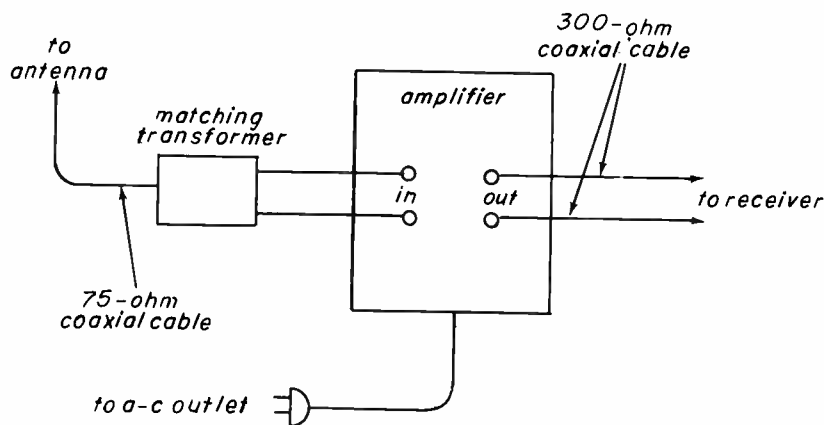 300-ohm
coaxial cable
to
antenna
matching
transformer
amplifier
in
out
to receiver
75-ohm
coaxial cable
to a-c outlet